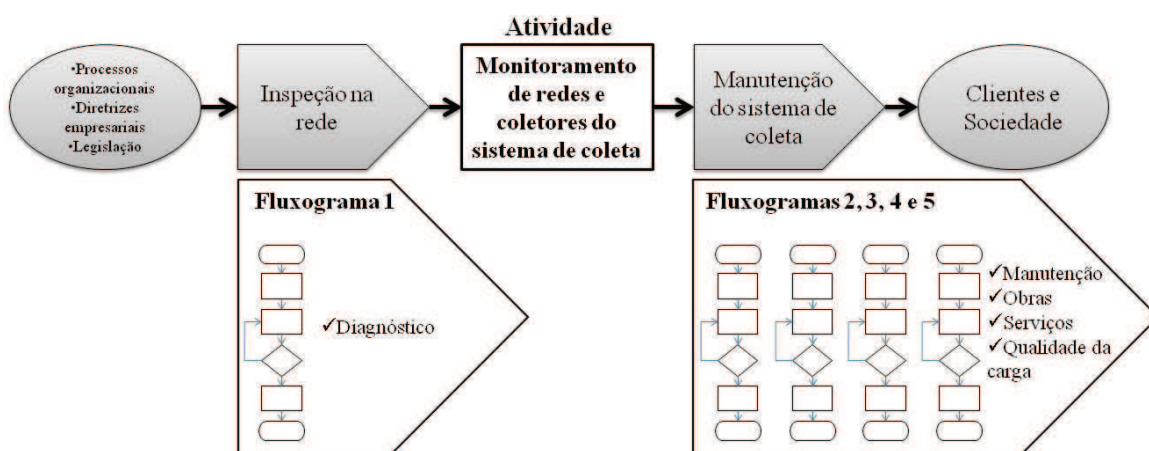 •Processos
organizacionais
•Diretrizes
empresariais
•Legislação
Inspeção na
rede
Atividade
Monitoramento
de redes e
coletores do
sistema de coleta
Manutenção
do sistema de
coleta
Clientes e
Sociedade
Fluxograma 1
✓Diagnóstico
Fluxogramas 2, 3, 4 e 5
✓Manutenção
✓Obras
✓Serviços
✓Qualidade da
carga